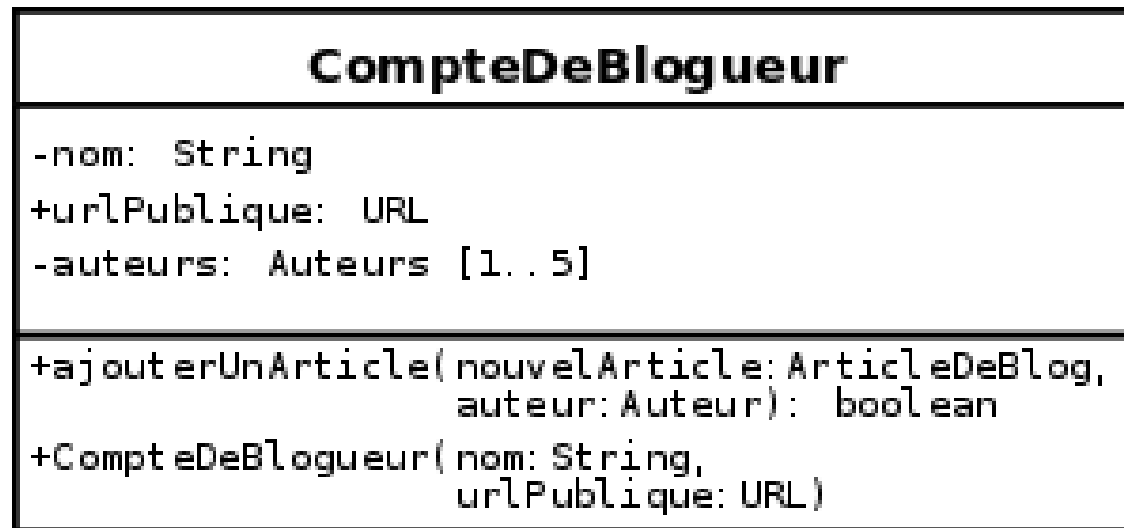 CompteDeBlogueur
-nom: String
+urlPublique: URL
-auteurs: Auteurs [1..5]
+ajouterUnArticle(nouvelArticle:ArticleDeBlog,
auteur:Auteur): boolean
+CompteDeBlogueur(nom:String,
urlPublique:URL)